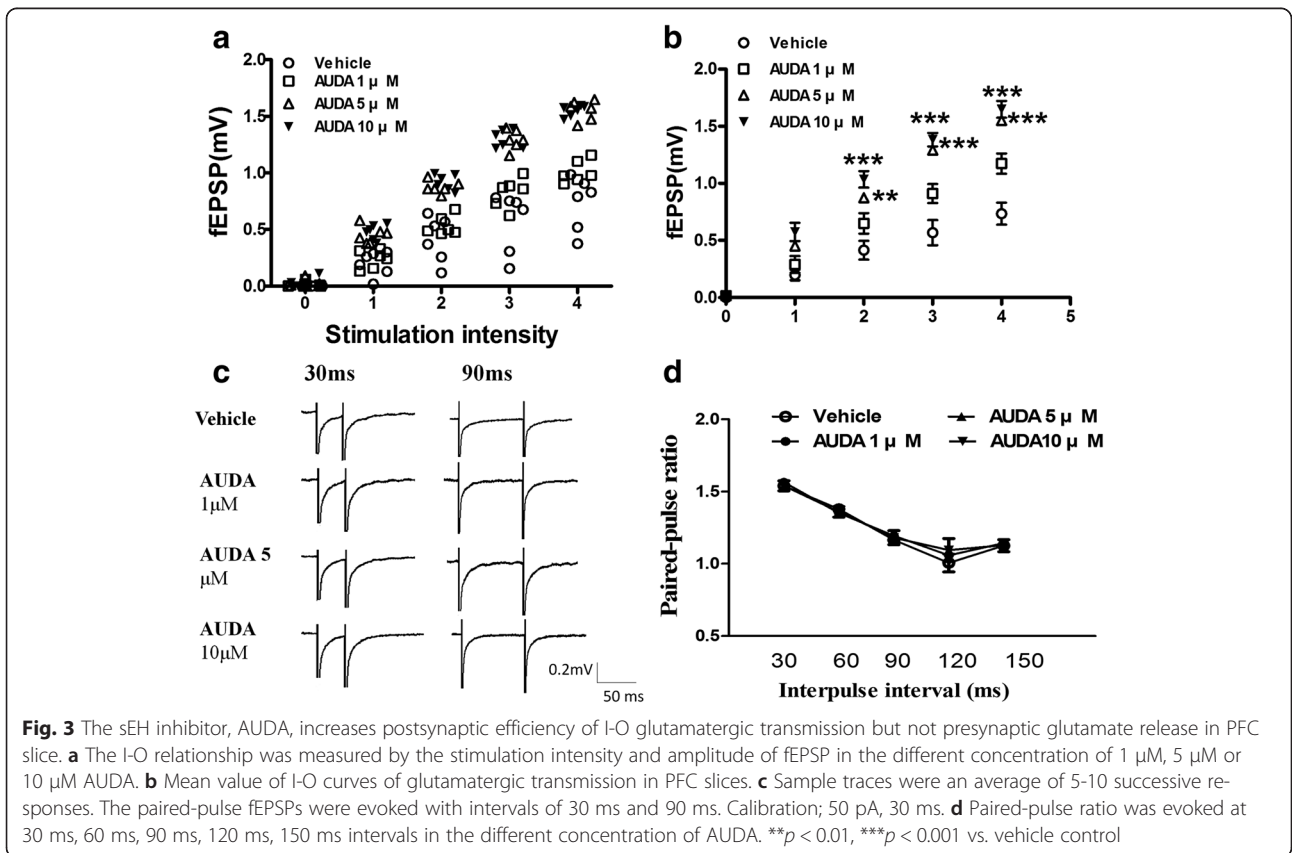 a
Vehicle
AUDA 1 μ M
AUDA 5 μ M
AUDA 10 μ M
2.0
1.5
1.0
0.5
0.0
fEPSP(mV)
0 1 2 3 4
Stimulation intensity
b
Vehicle
AUDA 1 μ M
AUDA 5 μ M
AUDA 10 μ M
2.0
1.5
1.0
0.5
0.0
fEPSP(mV)
***
**
***
***
***
***
0 1 2 3 4 5
c
30ms 90ms
Vehicle
AUDA
1μM
AUDA 5
μM
AUDA
10μM
0.2mV
50 ms
d
Vehicle AUDA 5 μ M
AUDA 1 μ M AUDA10 μ M
2.0
1.5
1.0
0.5
Paired-pulse ratio
30 60 90 120 150
Interpulse interval (ms)
Fig. 3 The sEH inhibitor, AUDA, increases postsynaptic efficiency of I-O glutamatergic transmission but not presynaptic glutamate release in PFC
slice. a The I-O relationship was measured by the stimulation intensity and amplitude of fEPSP in the different concentration of 1 μM, 5 μM or
10 μM AUDA. b Mean value of I-O curves of glutamatergic transmission in PFC slices. c Sample traces were an average of 5-10 successive re-
sponses. The paired-pulse fEPSPs were evoked with intervals of 30 ms and 90 ms. Calibration; 50 pA, 30 ms. d Paired-pulse ratio was evoked at
30 ms, 60 ms, 90 ms, 120 ms, 150 ms intervals in the different concentration of AUDA. **p < 0.01, ***p < 0.001 vs. vehicle control